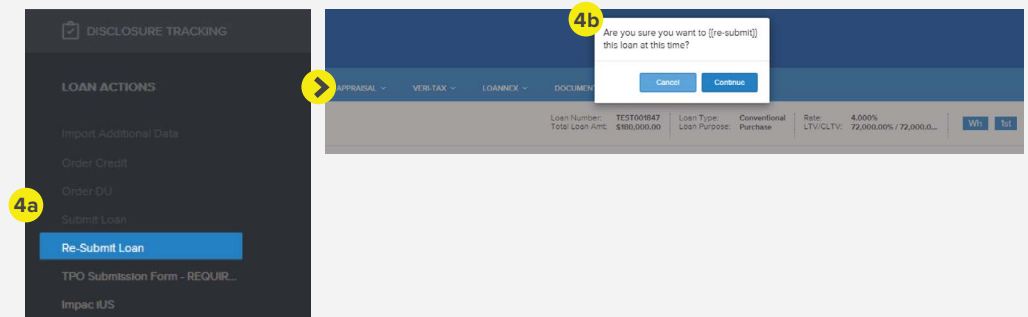 DISCLOSURE TRACKING
LOAN ACTIONS
Import Additional Data
Order Credit
Order DU
4a
Submit Loan
Re-Submit Loan
TPO Submission Form - REQUIR...
Impac iUS
4b
Are you sure you want to {{re-submit}}
this loan at this time?
Cancel Continue
APPRAISAL VERI-TAX LOANNEX DOCUMEN
Loan Number: TEST001847 Loan Type: Conventional Rate: 4.000%
Total Loan Amt: $180,000.00 Loan Purpose: Purchase LTV/CLTV: 72,000.00% / 72,000.0...
Wh 1st